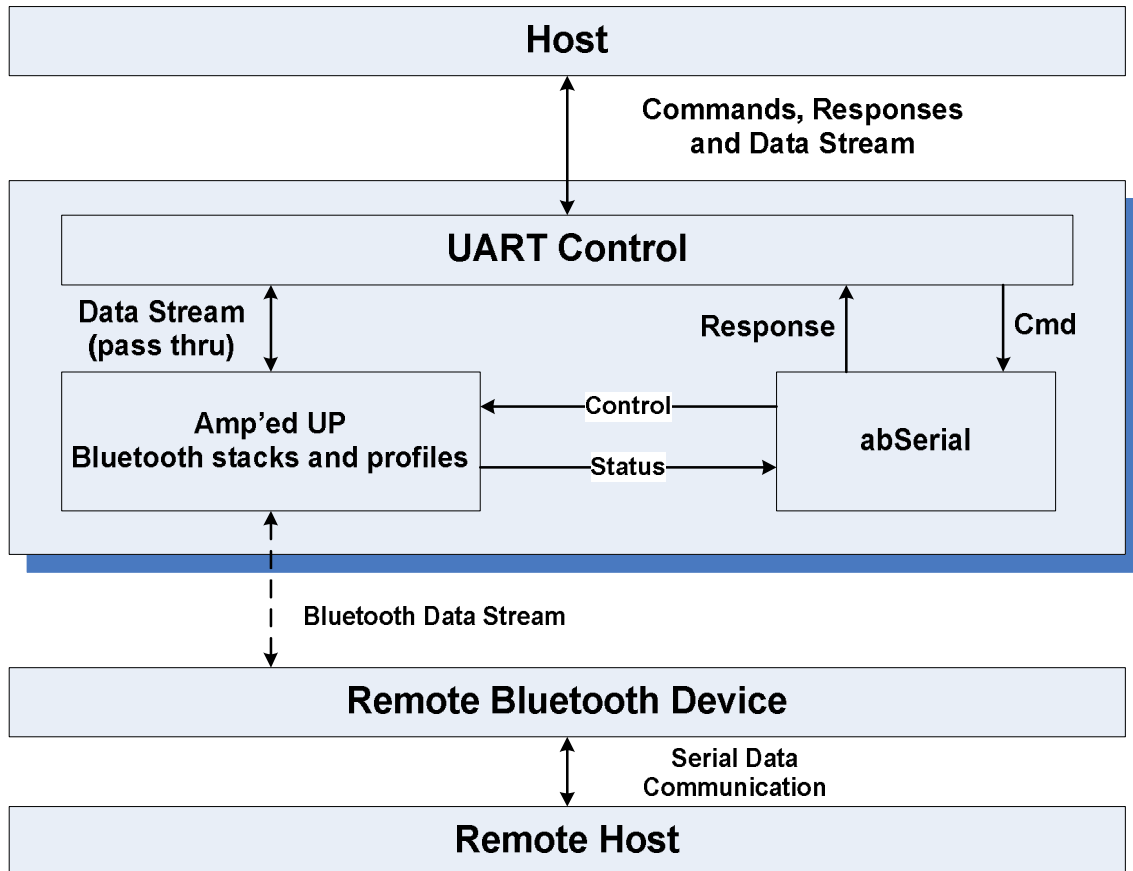 Host
Commands, Responses
and Data Stream
UART Control
Data Stream
(pass thru)
Response
Cmd
Amp’ed UP
Bluetooth stacks and profiles
Control
Status
abSerial
Bluetooth Data Stream
Remote Bluetooth Device
Serial Data
Communication
Remote Host